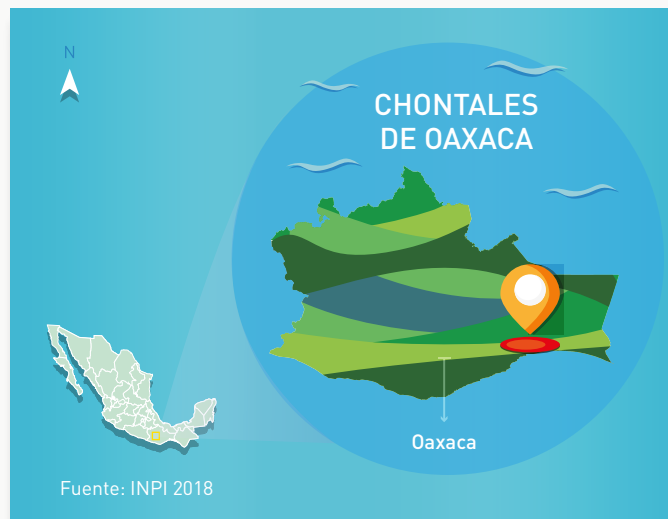 N
CHONTALES
DE OAXACA
Oaxaca
Fuente: INPI 2018